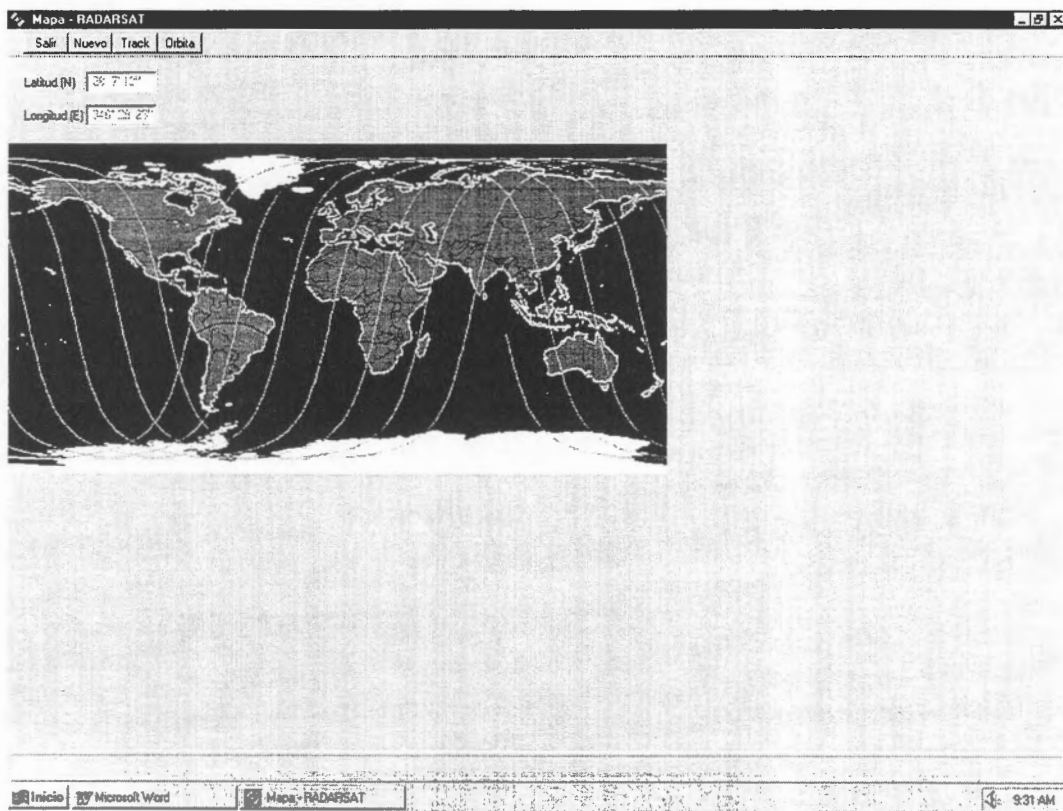 Mapa - RADARSAT
Salir Nuevo Track Orbita
Latitud (N)
Longitud (E)
Inicio Microsoft Word Mapa - RADARSAT 9:31 AM